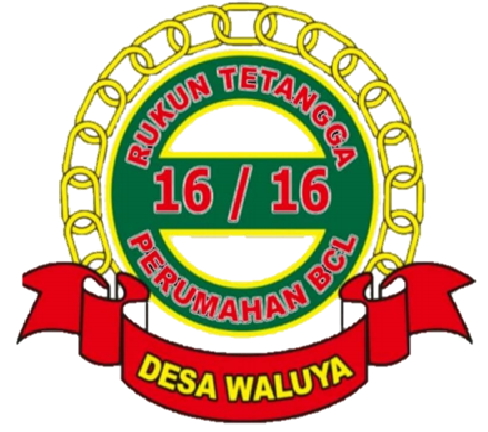 RUKUN TETANGGA
16 / 16
PERUMAHAN BCL
DESA WALUYA